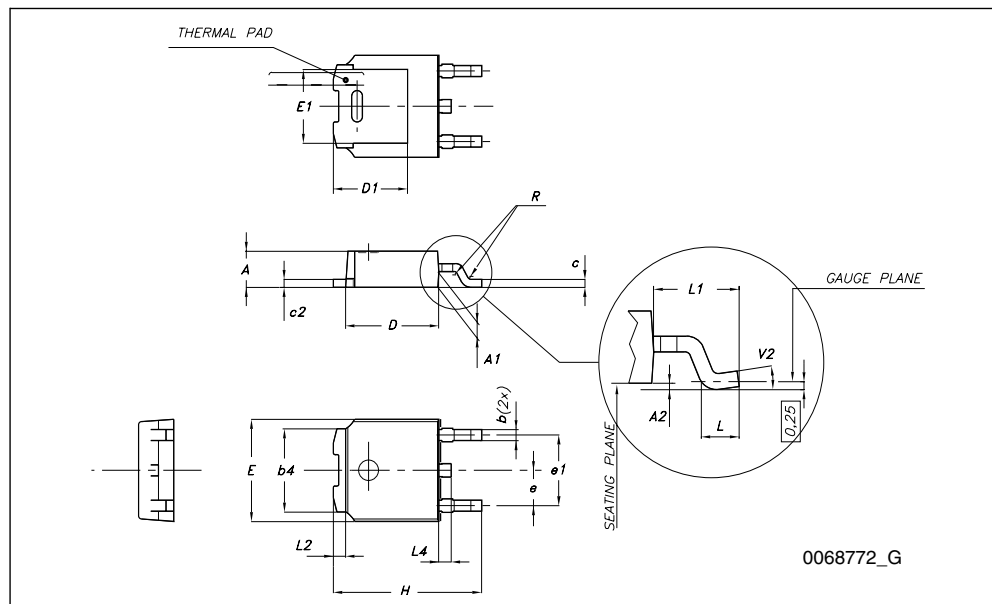 THERMAL PAD
E1
D1
R
A
c2
D
A1
c
L1
GAUGE PLANE
V2
A2
L
0,25
SEATING PLANE
b(2x)
E
b4
e1
e
L2
L4
H
0068772_G